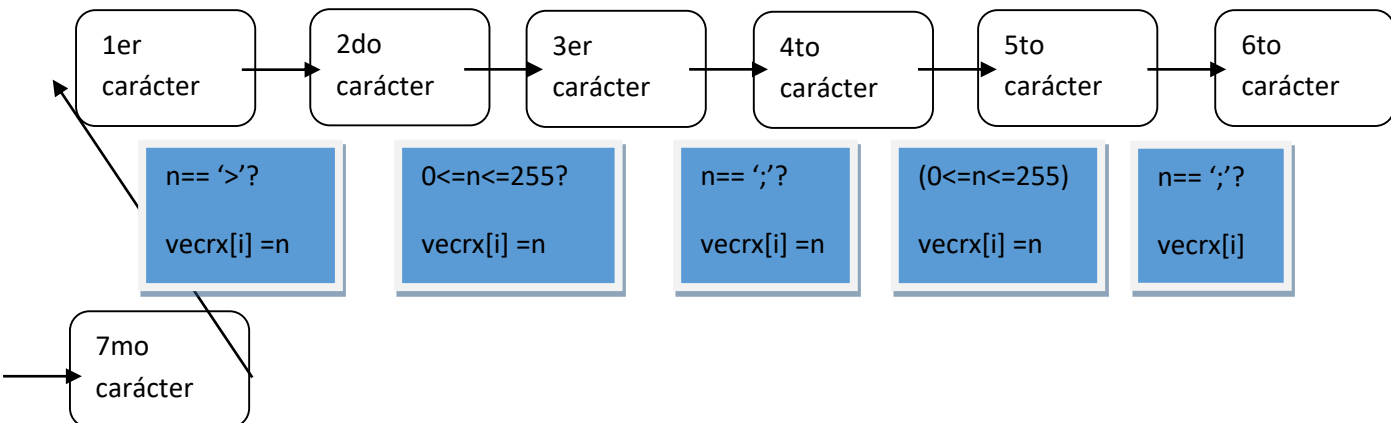 1er
carácter
2do
carácter
3er
carácter
4to
carácter
5to
carácter
6to
carácter
n== ‘>’?
vecrx[i] =n
0<=n<=255?
vecrx[i] =n
n== ‘;’?
vecrx[i] =n
(0<=n<=255)
vecrx[i] =n
n== ‘;’?
vecrx[i]
7mo
carácter